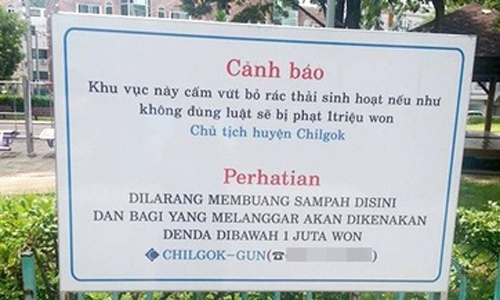 Cảnh báo
Khu vục này cấm vứt bỏ rác thải sinh hoạt nếu như
không đúng luật sẽ bị phạt 1triệu won
Chủ tịch huyện Chilgok
Perhatian
DILARANG MEMBUANG SAMPAH DISINI
DAN BAGI YANG MELANGGAR AKAN DIKENAKAN
DENDA DIBAWAH 1 JUTA WON
CHILGOK-GUN(☎ )